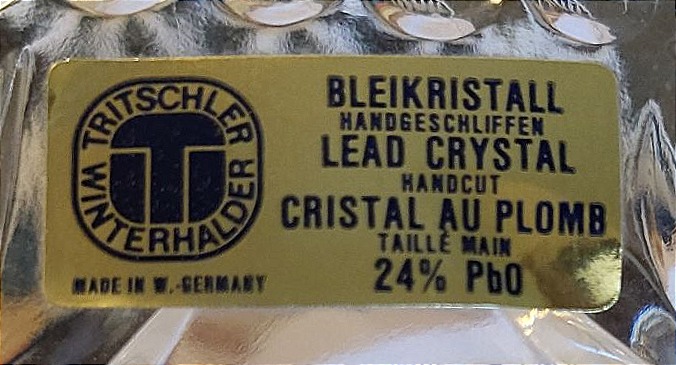 TRITSCHLER
WINTERHALDER
MADE IN W.-GERMANY
BLEIKRISTALL
HANDGESCHLIFFEN
LEAD CRYSTAL
HANDCUT
CRISTAL AU PLOMB
TAILLÉ MAIN
24% PbO